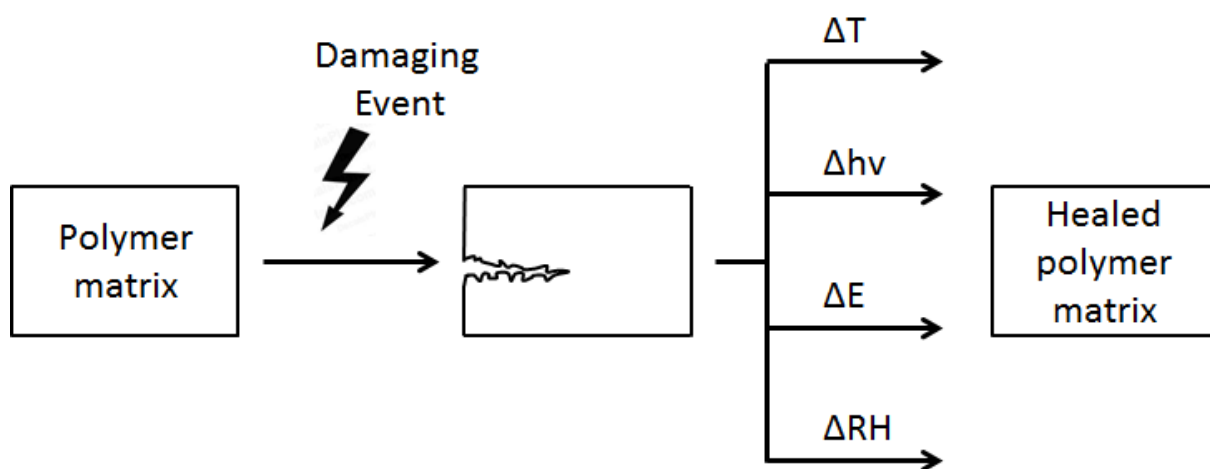 Polymer
matrix
Damaging
Event
ΔT
Δhv
ΔE
ΔRH
Healed
polymer
matrix